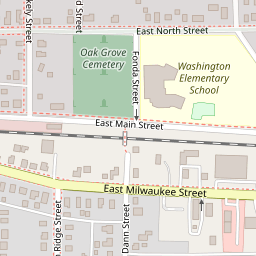 East North Street
Oak Grove
Cemetery
Fonda Street
Washington
Elementary
School
East Main Street
East Milwaukee Street
Ridge Street
Dann Street